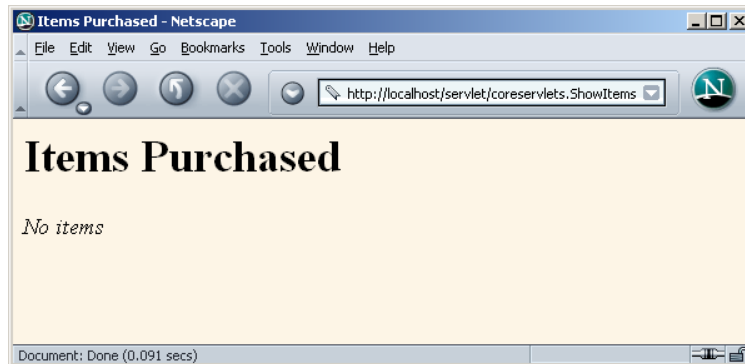 Items Purchased - Netscape
File Edit View Go Bookmarks Tools Window Help
http://localhost/servlet/coreservlets.ShowItems
N
Items Purchased
No items
Document: Done (0.091 secs)